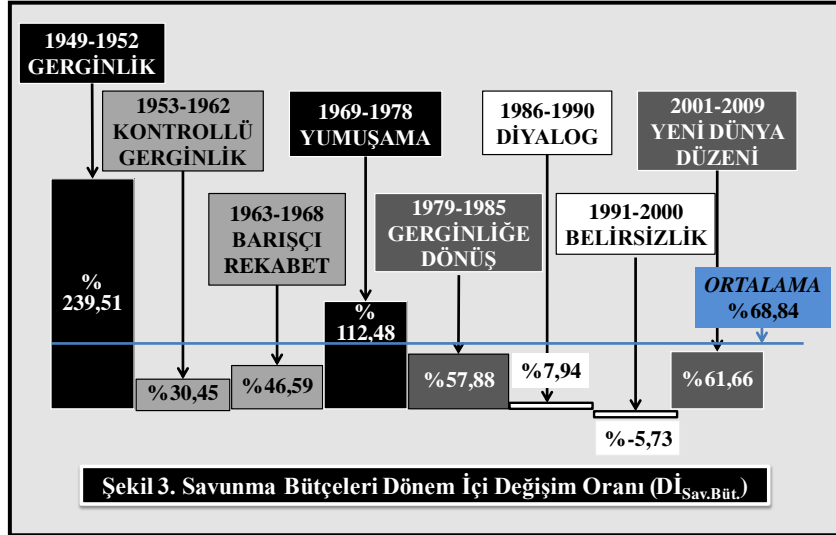 1949-1952
GERGİNLİK
1953-1962
KONTROLLÜ
GERGİNLİK
1963-1968
BARIŞÇI
REKABET
1969-1978
YUMUŞAMA
1979-1985
GERGİNLİĞE
DÖNÜŞ
1986-1990
DİYALOG
1991-2000
BELİRSİZLİK
2001-2009
YENİ DÜNYA
DÜZENİ
ORTALAMA
%68,84
%
239,51
%30,45
%46,59
%
112,48
%57,88
%7,94
%-5,73
%61,66
Şekil 3. Savunma Bütçeleri Dönem İçi Değişim Oranı (DİSav.Büt.)